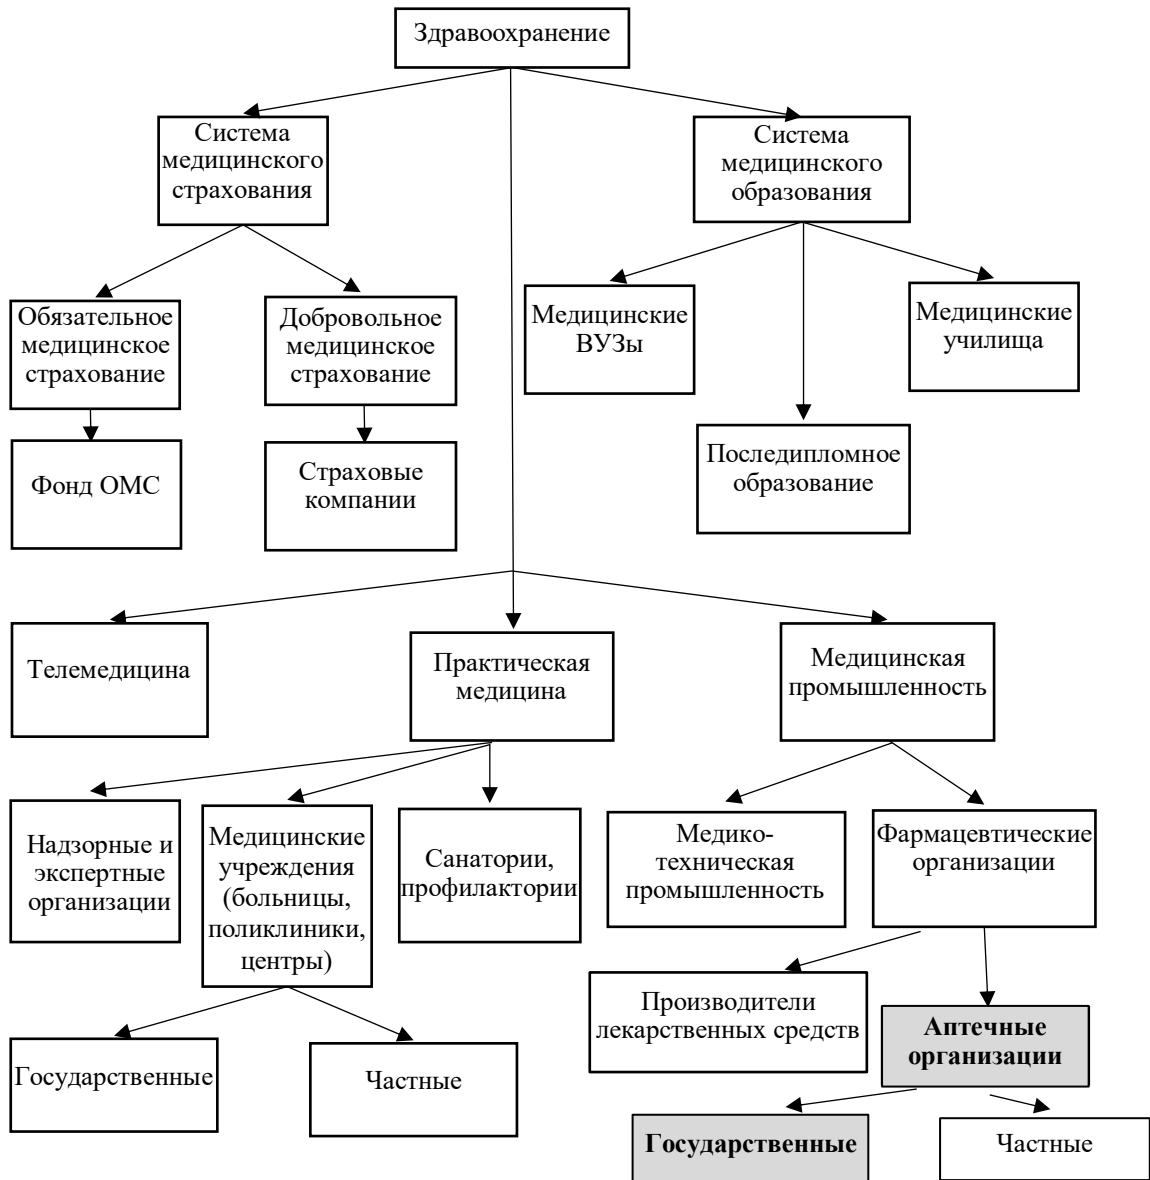 Здравоохранение
Система
медицинского
страхования
Система
медицинского
образования
Обязательное
медицинское
страхование
Добровольное
медицинское
страхование
Медицинские
ВУЗы
Медицинские
училища
Фонд ОМС
Страховые
компании
Последипломное
образование
Телемедицина
Практическая
медицина
Медицинская
промышленность
Надзорные и
экспертные
организации
Медицинские
учреждения
(больницы,
поликлиники,
центры)
Санатории,
профилактории
Медико-
техническая
промышленность
Фармацевтические
организации
Производители
лекарственных средств
Аптечные
организации
Государственные
Частные
Государственные
Частные